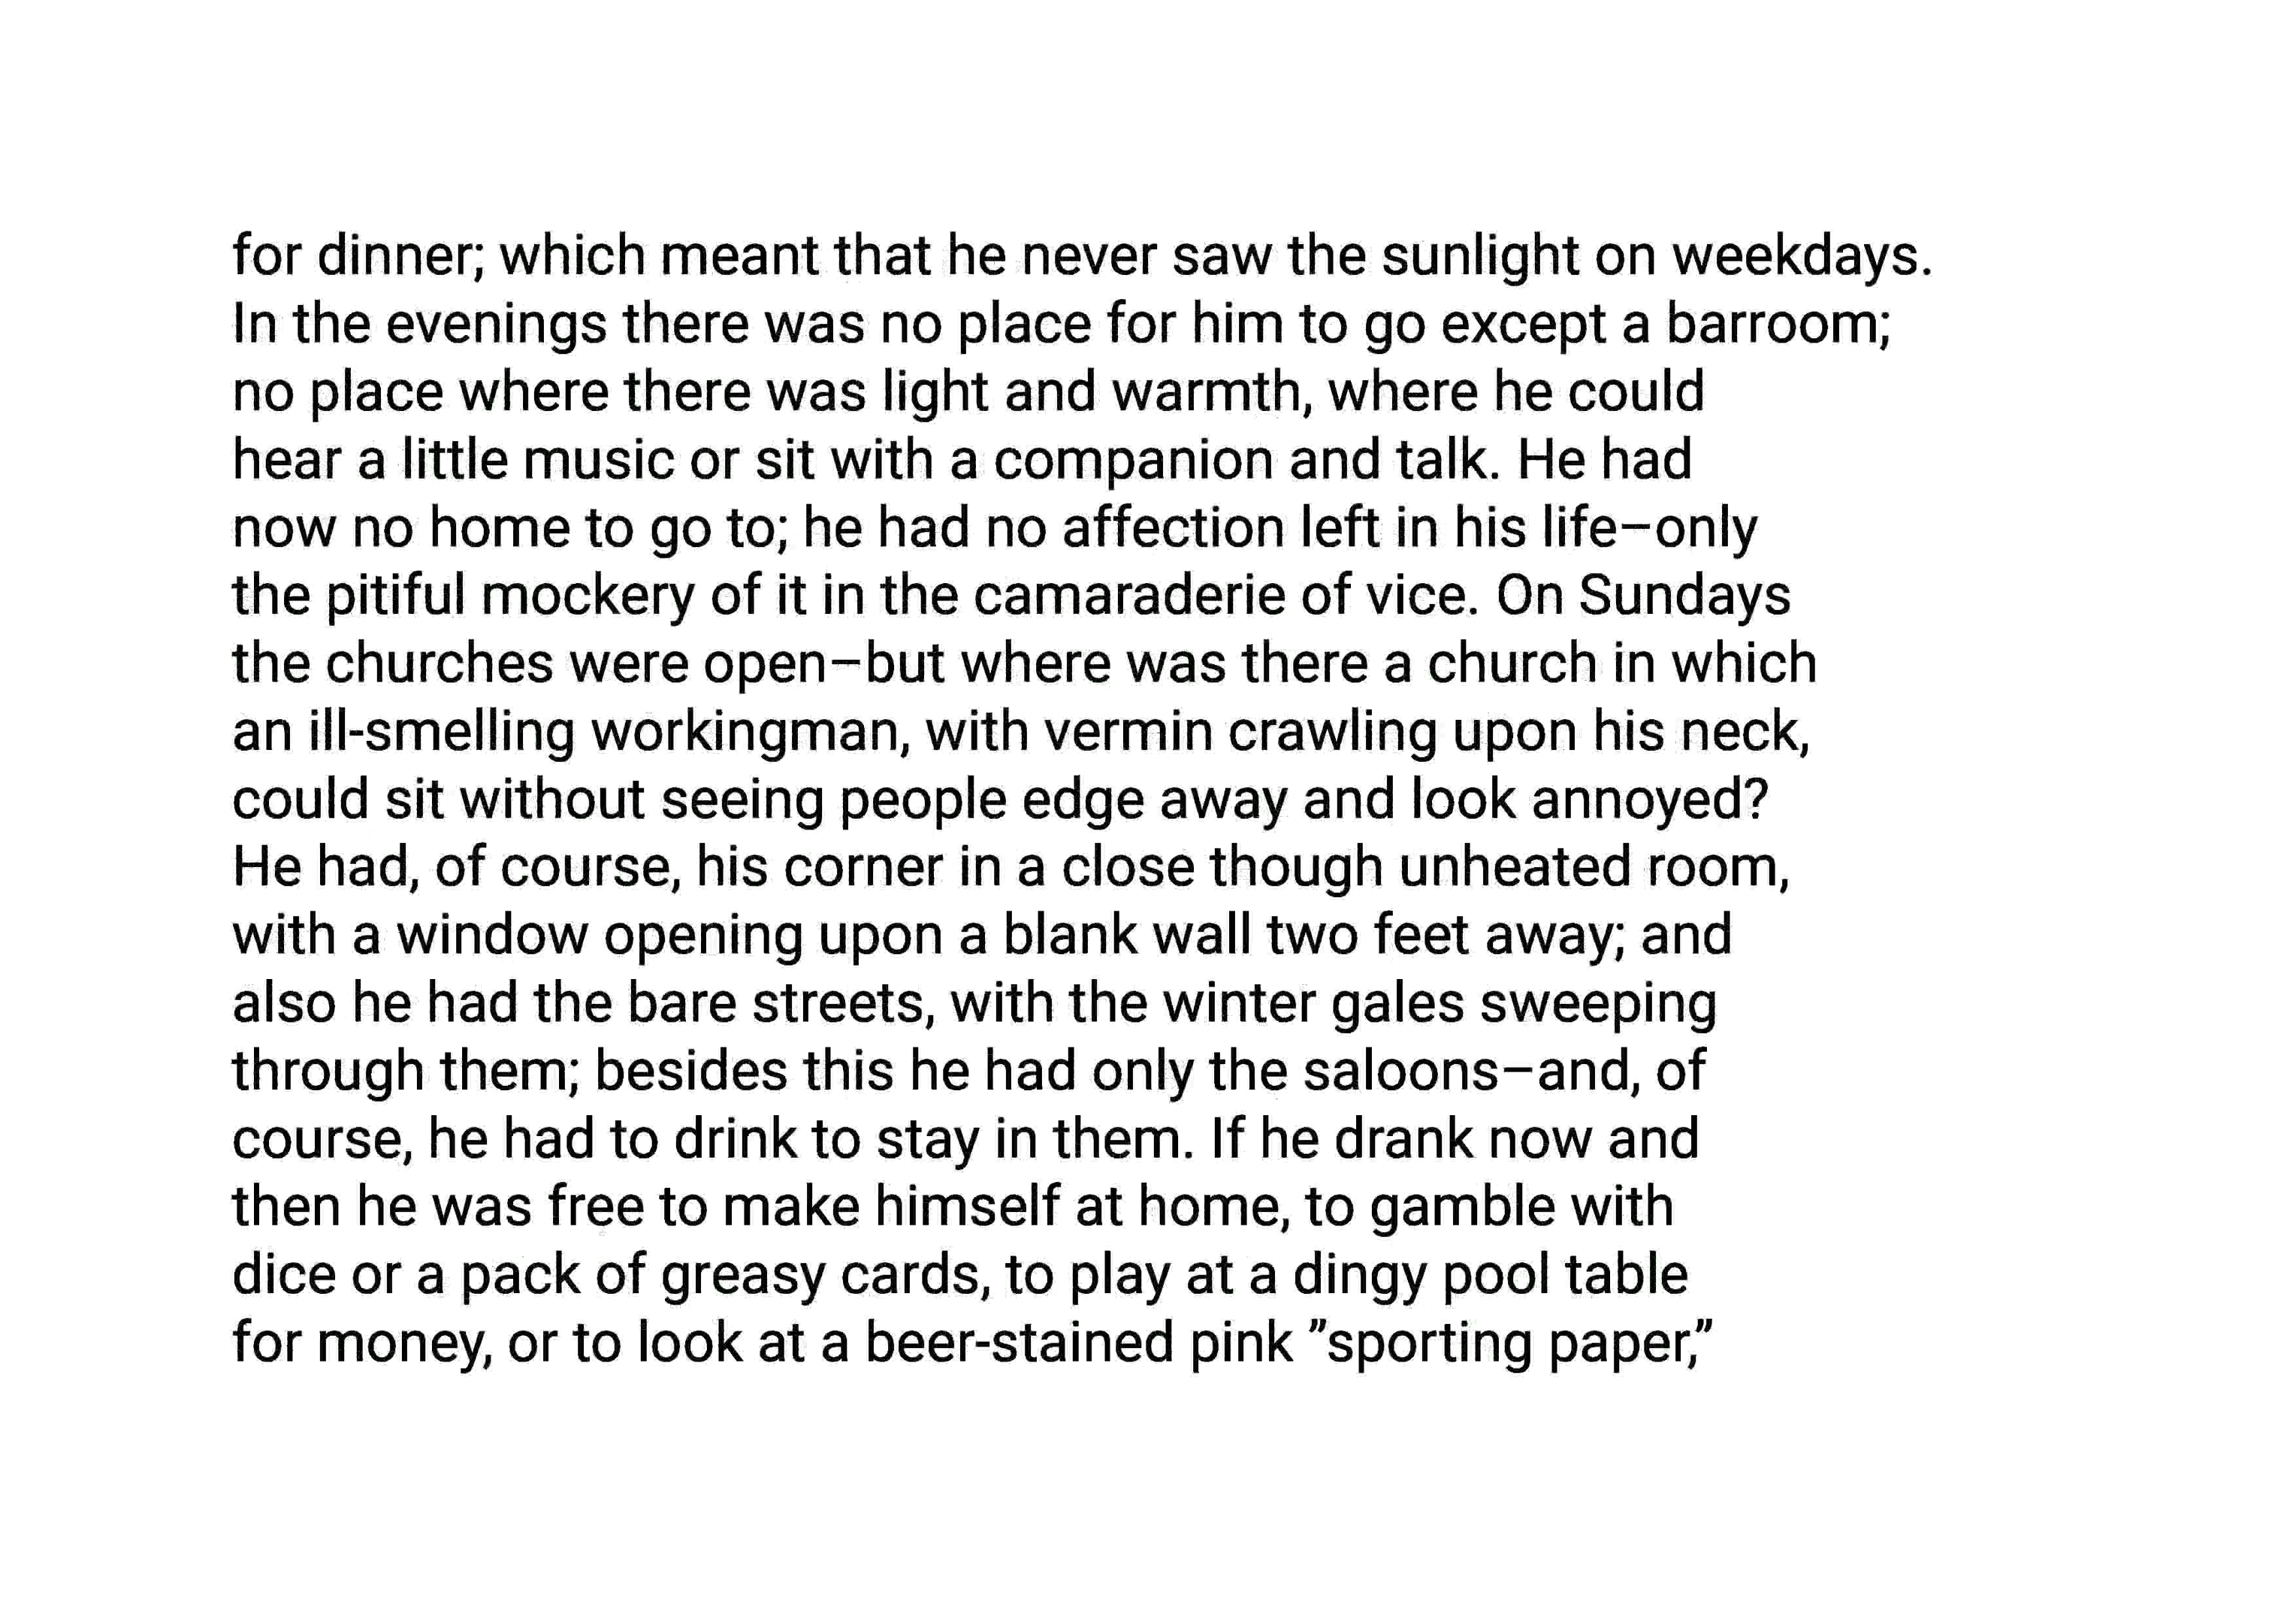 for dinner; which meant that he never saw the sunlight on weekdays.
In the evenings there was no place for him to go except a barroom;
no place where there was light and warmth, where he could
hear a little music or sit with a companion and talk. He had
now no home to go to; he had no affection left in his life–only
the pitiful mockery of it in the camaraderie of vice. On Sundays
the churches were open–but where was there a church in which
an ill-smelling workingman, with vermin crawling upon his neck,
could sit without seeing people edge away and look annoyed?
He had, of course, his corner in a close though unheated room,
with a window opening upon a blank wall two feet away; and
also he had the bare streets, with the winter gales sweeping
through them; besides this he had only the saloons–and, of
course, he had to drink to stay in them. If he drank now and
then he was free to make himself at home, to gamble with
dice or a pack of greasy cards, to play at a dingy pool table
for money, or to look at a beer-stained pink ”sporting paper,”